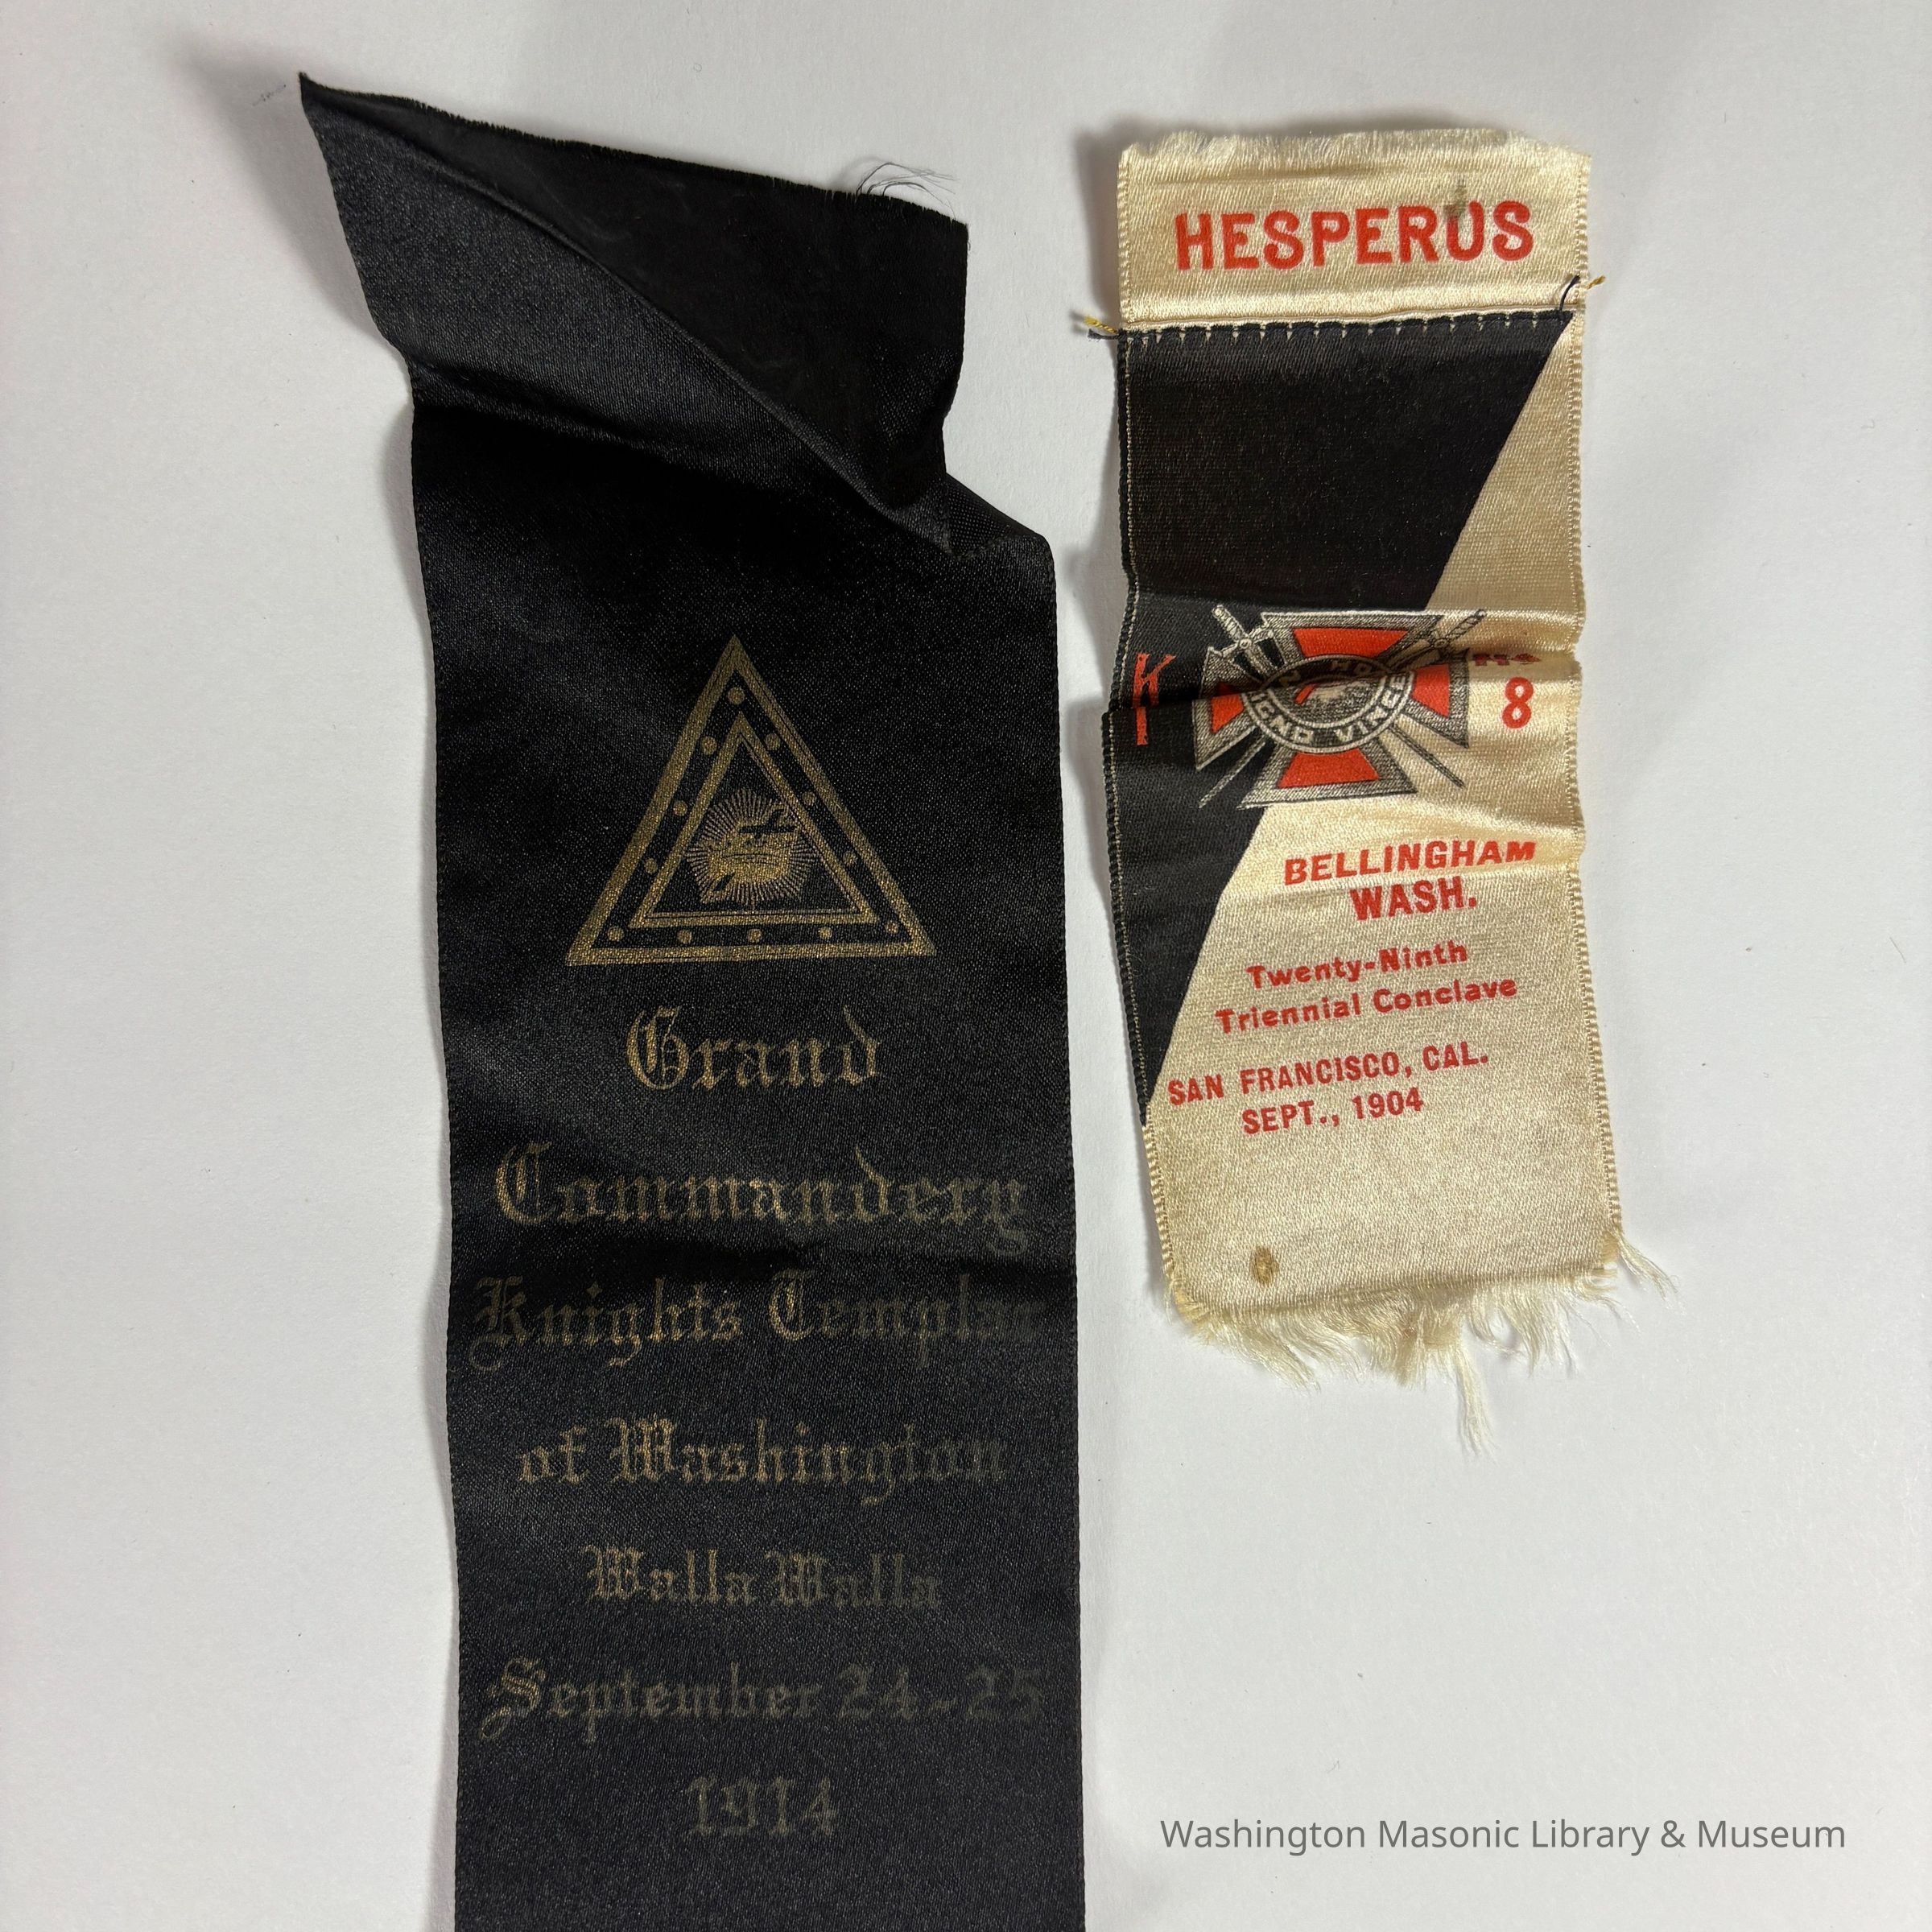 Grand
Commandery
Knights Templar
of Washington
Walla Walla
September 24-25
1914
HESPERUS
K
T
8
BELLINGHAM
WASH.
Twenty-Ninth
Triennial Conclave
SAN FRANCISCO, CAL.
SEPT., 1904
Washington Masonic Library & Museum